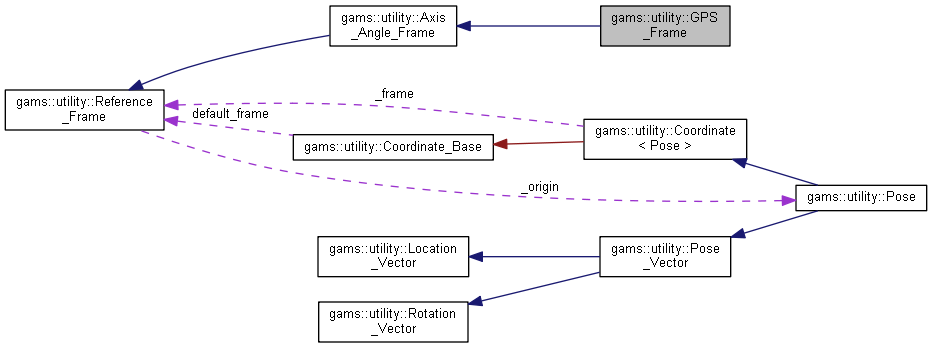 gams::utility::Axis
_Angle_Frame
gams::utility::GPS
_Frame
gams::utility::Reference
_Frame
_frame
default_frame
gams::utility::Coordinate_Base
gams::utility::Coordinate
< Pose >
_origin
gams::utility::Pose
gams::utility::Location
_Vector
gams::utility::Pose
_Vector
gams::utility::Rotation
_Vector